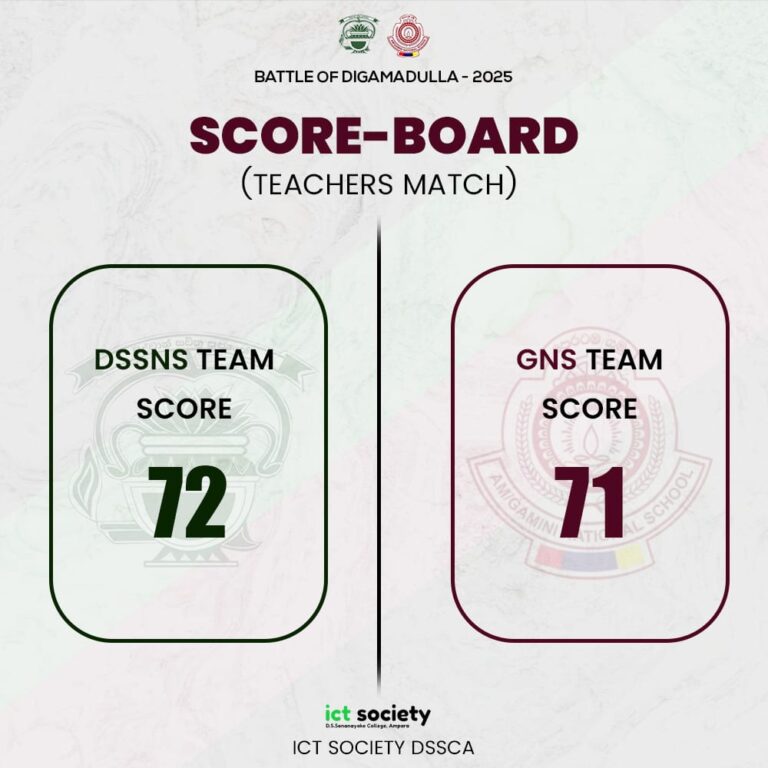 BATTLE OF DIGAMADULLA - 2025
SCORE-BOARD
(TEACHERS MATCH)
DSSNS TEAM
SCORE
72
GNS TEAM
SCORE
71
AMIGAMINI NATIONAL SCHOOL
ict society
D.S.Senanayake College, Ampara
ICT SOCIETY DSSCA